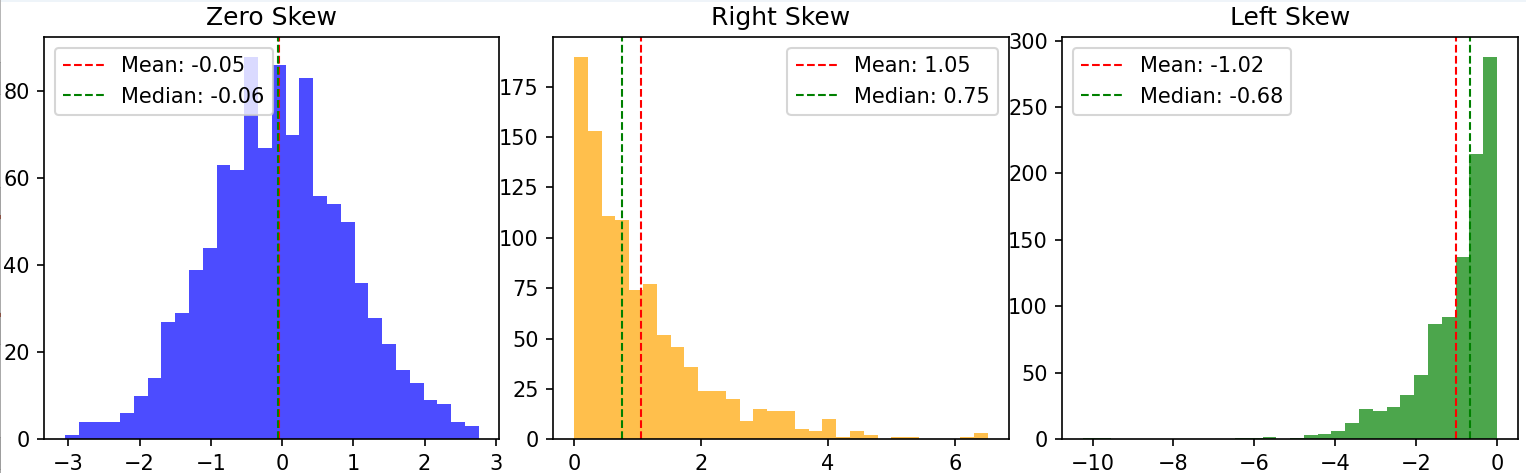 Zero Skew
Mean: -0.05
Median: -0.06
80
60
40
20
0
−3 −2 −1 0 1 2 3
Right Skew
Mean: 1.05
Median: 0.75
175
150
125
100
75
50
25
0
0 2 4 6
Left Skew
Mean: -1.02
Median: -0.68
300
250
200
150
100
50
0
−10 −8 −6 −4 −2 0